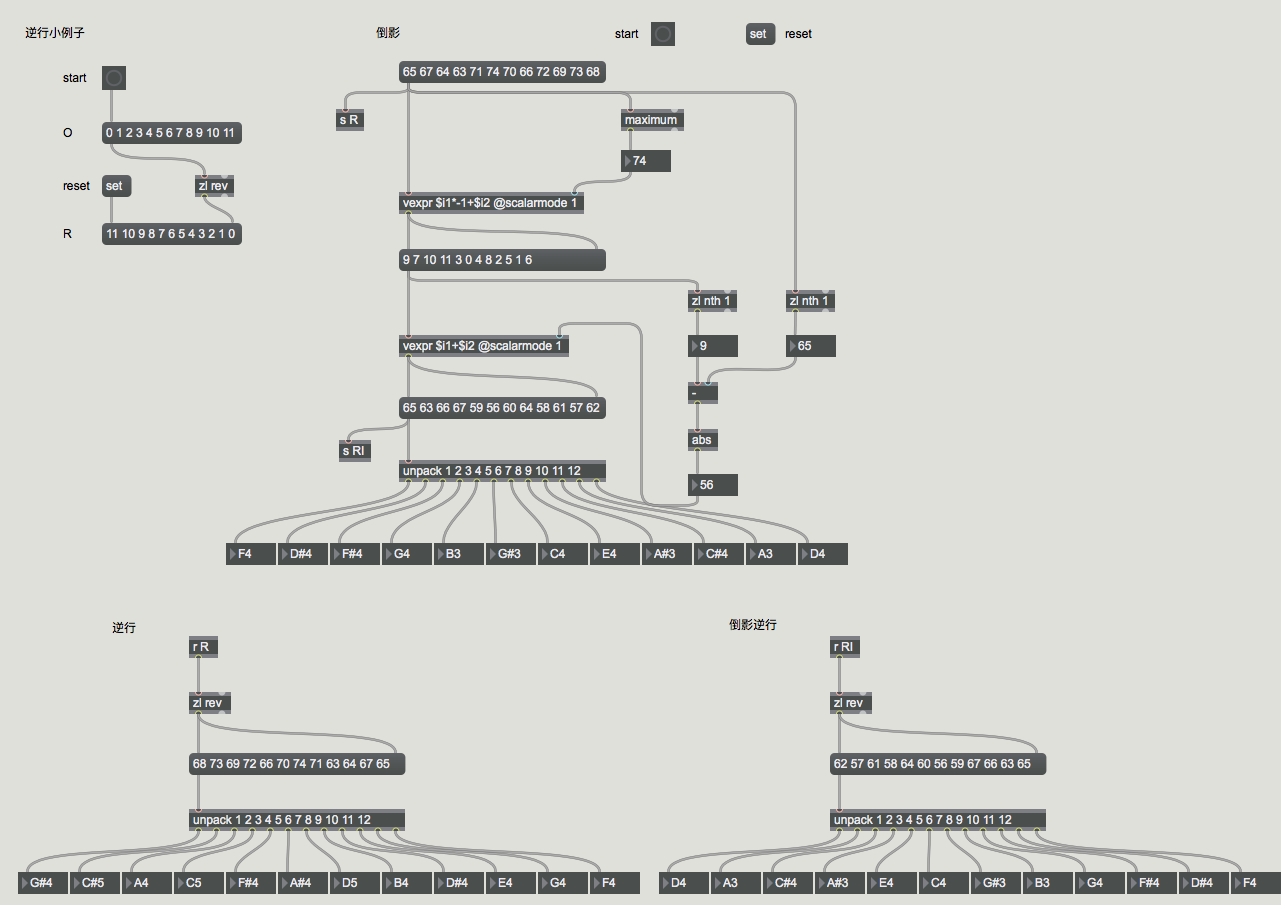 逆行小例子
倒影
start
set
reset
start
65 67 64 63 71 74 70 66 72 69 73 68
s R
maximum
O
0 1 2 3 4 5 6 7 8 9 10 11
74
reset
set
zl rev
vexpr $i1*-1+$i2 @scalarmode 1
R
11 10 9 8 7 6 5 4 3 2 1 0
9 7 10 11 3 0 4 8 2 5 1 6
zl nth 1
zl nth 1
vexpr $i1+$i2 @scalarmode 1
9
65
-
65 63 66 67 59 56 60 64 58 61 57 62
s RI
abs
unpack 1 2 3 4 5 6 7 8 9 10 11 12
56
F4
D#4
F#4
G4
B3
G#3
C4
E4
A#3
C#4
A3
D4
逆行
r R
zl rev
68 73 69 72 66 70 74 71 63 64 67 65
unpack 1 2 3 4 5 6 7 8 9 10 11 12
G#4
C#5
A4
C5
F#4
A#4
D5
B4
D#4
E4
G4
F4
倒影逆行
r RI
zl rev
62 57 61 58 64 60 56 59 67 66 63 65
unpack 1 2 3 4 5 6 7 8 9 10 11 12
D4
A3
C#4
A#3
E4
C4
G#3
B3
G4
F#4
D#4
F4